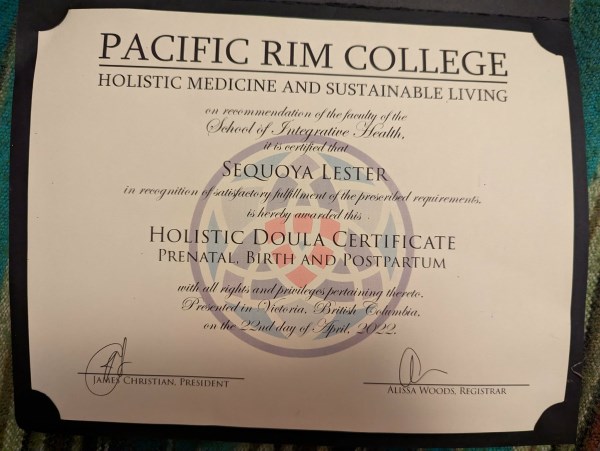 PACIFIC RIM COLLEGE
HOLISTIC MEDICINE AND SUSTAINABLE LIVING
on recommendation of the faculty of the
School of Integrative Health,
it is certified that
SEQUOYA LESTER
in recognition of satisfactory fulfillment of the prescribed requirements,
is hereby awarded this
HOLISTIC DOULA CERTIFICATE
PRENATAL, BIRTH AND POSTPARTUM
with all rights and privileges pertaining thereto.
Presented in Victoria, British Columbia,
on the 22nd day of April, 2022.
JAMES CHRISTIAN, PRESIDENT
ALISSA WOODS, REGISTRAR